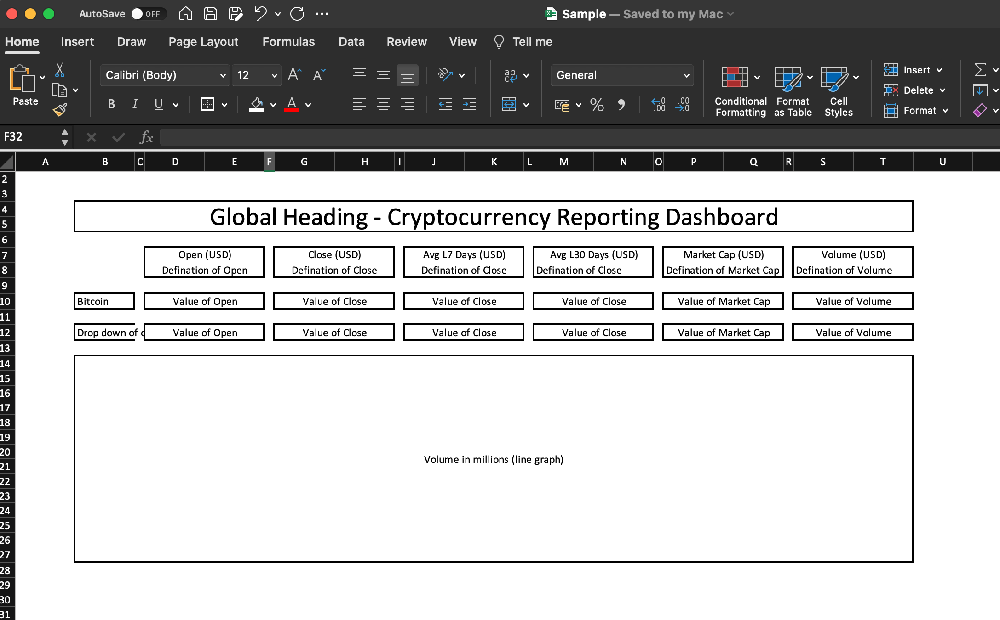 AutoSave OFF Sample — Saved to my Mac
Home Insert Draw Page Layout Formulas Data Review View Tell me
Paste Calibri (Body) 12 A A ab ab c General Conditional Formatting Format as Table Cell Styles Insert
Delete
Format
B I U A % 9 .0 .00 .00 .0
F32 fx
A B C D E F G H I J K L M N O P Q R S T U
2
3
4
5
Global Heading - Cryptocurrency Reporting Dashboard
6
7 Open (USD) Close (USD) Avg L7 Days (USD) Avg L30 Days (USD) Market Cap (USD) Volume (USD)
8 Defination of Open Defination of Close Defination of Close Defination of Close Defination of Market Cap Defination of Volume
9
10 Bitcoin Value of Open Value of Close Value of Close Value of Close Value of Market Cap Value of Volume
11
12 Drop down of Value of Open Value of Close Value of Close Value of Close Value of Market Cap Value of Volume
13
14
15
16
17
18
19
20
Volume in millions (line graph)
21
22
23
24
25
26
27
28
29
30
31